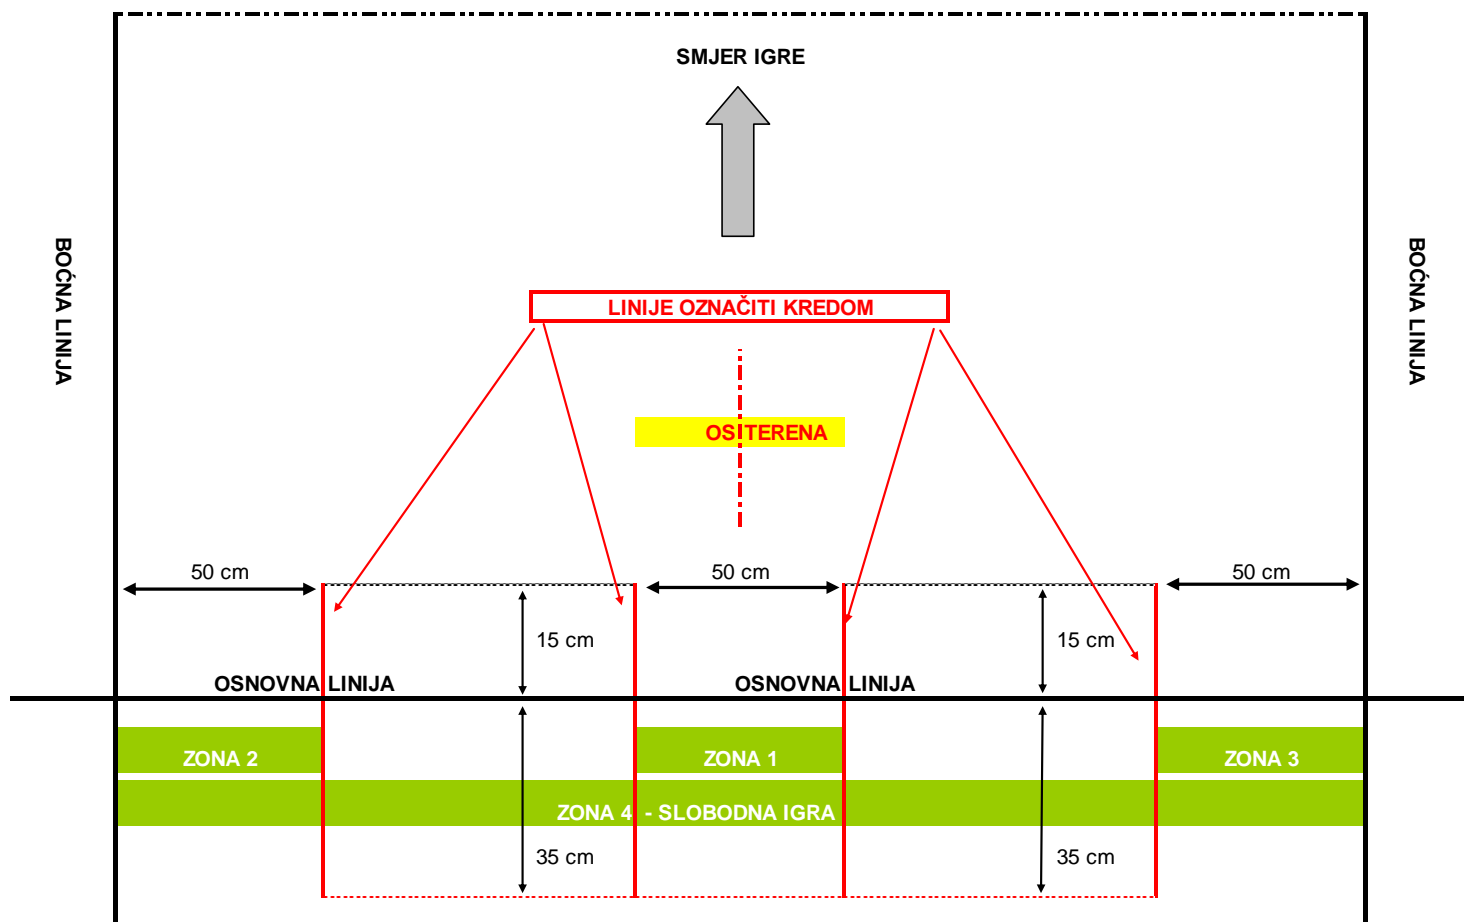 SMJER IGRE
BOĆNA LINIJA
BOĆNA LINIJA
LINIJE OZNAČITI KREDOM
OS TERENA
50 cm
50 cm
50 cm
15 cm
15 cm
OSNOVNA LINIJA
OSNOVNA LINIJA
ZONA 2
ZONA 1
ZONA 3
ZONA 4 - SLOBODNA IGRA
35 cm
35 cm